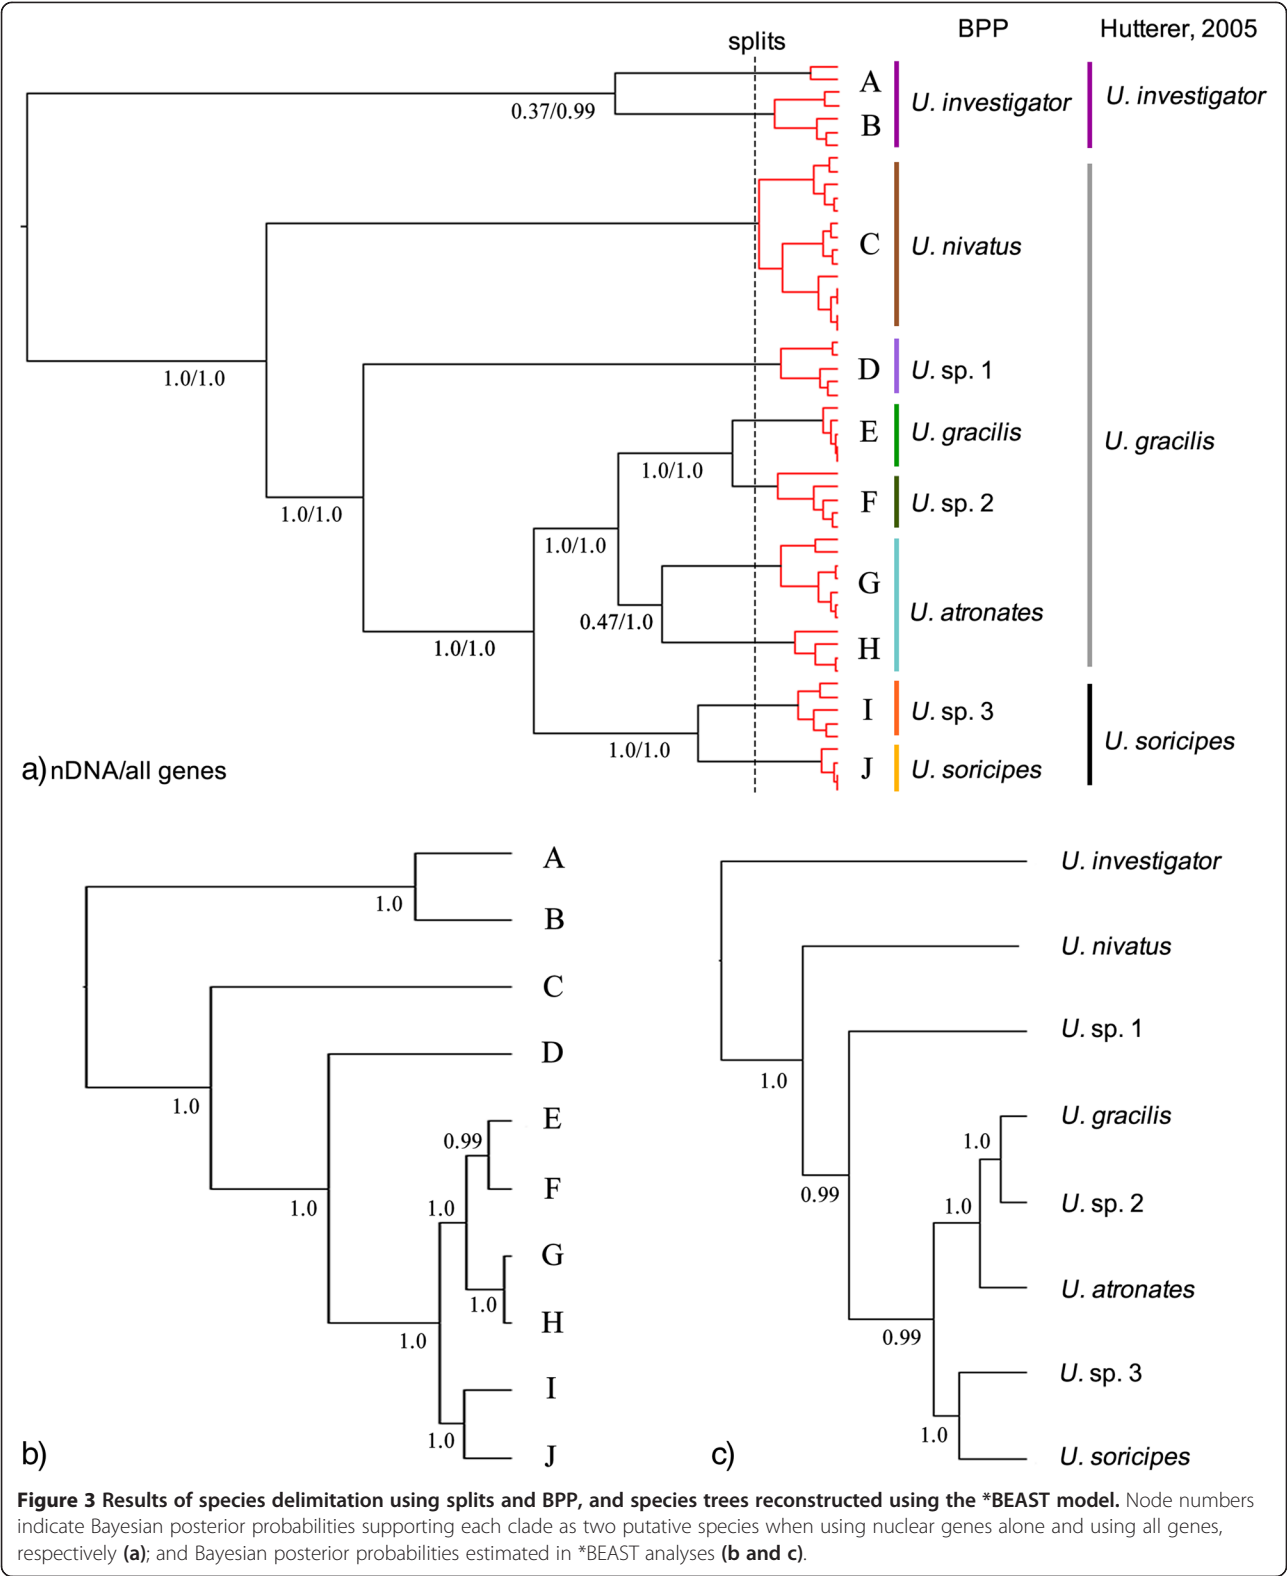 splits
BPP
Hutterer, 2005
A
U. investigator
U. investigator
0.37/0.99
B
C
U. nivatus
1.0/1.0
D
U. sp. 1
E
U. gracilis
U. gracilis
1.0/1.0
F
U. sp. 2
1.0/1.0
1.0/1.0
G
U. atronates
0.47/1.0
1.0/1.0
H
I
U. sp. 3
U. soricipes
1.0/1.0
a) nDNA/all genes
J
U. soricipes
A
1.0
B
C
1.0
D
1.0
E
0.99
F
1.0
G
1.0
H
1.0
I
1.0
J
b)
U. investigator
U. nivatus
1.0
U. sp. 1
0.99
U. gracilis
1.0
U. sp. 2
1.0
U. atronates
0.99
U. sp. 3
1.0
U. soricipes
c)
Figure 3 Results of species delimitation using splits and BPP, and species trees reconstructed using the *BEAST model. Node numbers
indicate Bayesian posterior probabilities supporting each clade as two putative species when using nuclear genes alone and using all genes,
respectively (a); and Bayesian posterior probabilities estimated in *BEAST analyses (b and c).